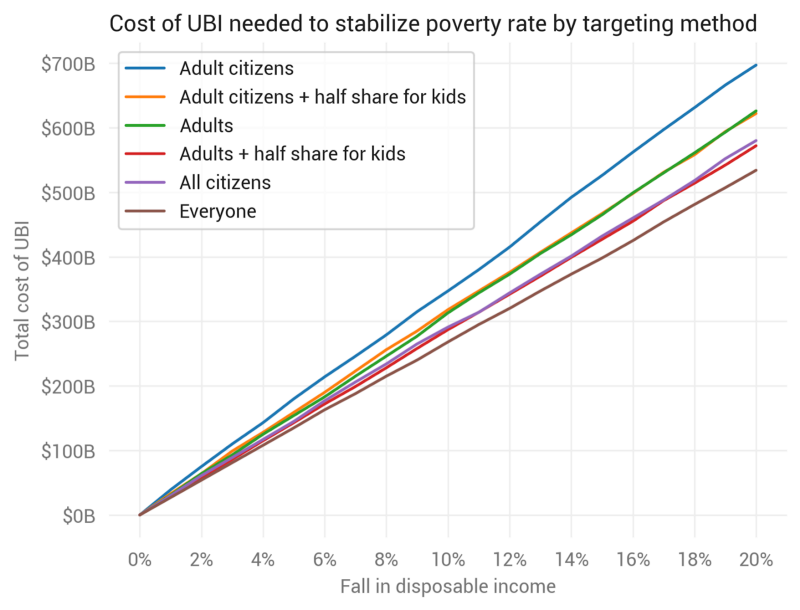 Cost of UBI needed to stabilize poverty rate by targeting method
$700B
$600B
$500B
$400B
$300B
$200B
$100B
$0B
Total cost of UBI
Adult citizens
Adult citizens + half share for kids
Adults
Adults + half share for kids
All citizens
Everyone
0% 2% 4% 6% 8% 10% 12% 14% 16% 18% 20%
Fall in disposable income